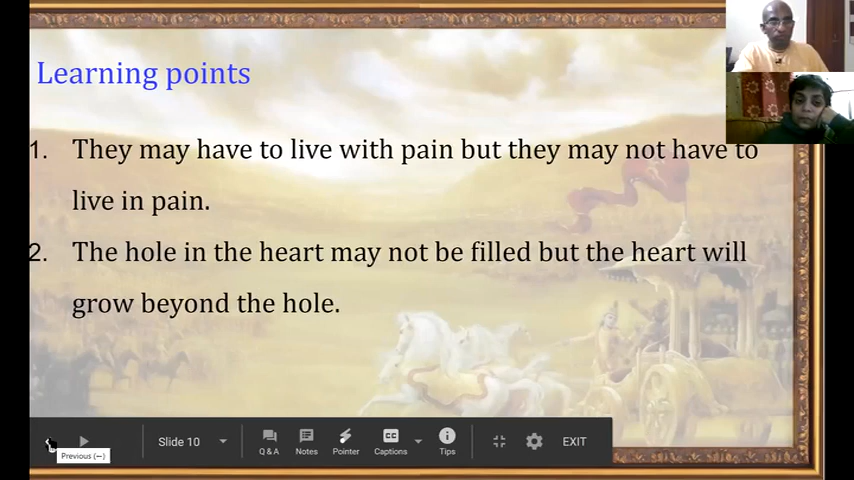 Learning points
1. They may have to live with pain but they may not have to
live in pain.
2. The hole in the heart may not be filled but the heart will
grow beyond the hole.
Slide 10
Q & A
Notes
Pointer
Captions
Tips
EXIT
Previous (←)